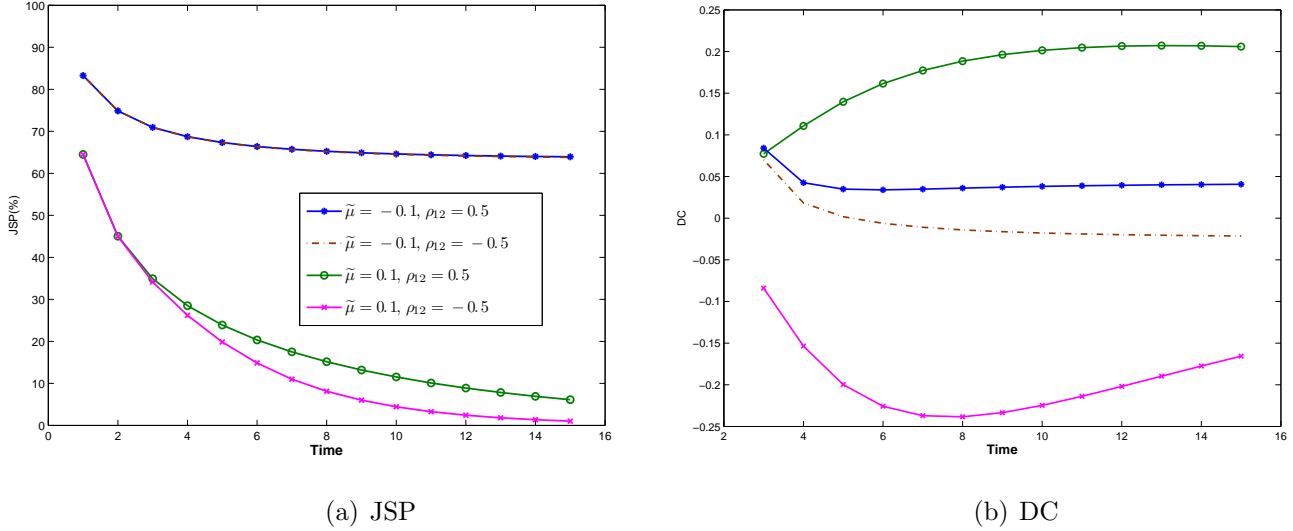 100
90
80
70
60
50
40
30
20
10
0
0 2 4 6 8 10 12 14 16
JSP(%)
Time
μ̃ = −0.1, ρ₁₂ = 0.5
μ̃ = −0.1, ρ₁₂ = −0.5
μ̃ = 0.1, ρ₁₂ = 0.5
μ̃ = 0.1, ρ₁₂ = −0.5
(a) JSP
0.25
0.2
0.15
0.1
0.05
0
−0.05
−0.1
−0.15
−0.2
−0.25
2 4 6 8 10 12 14 16
DC
Time
(b) DC